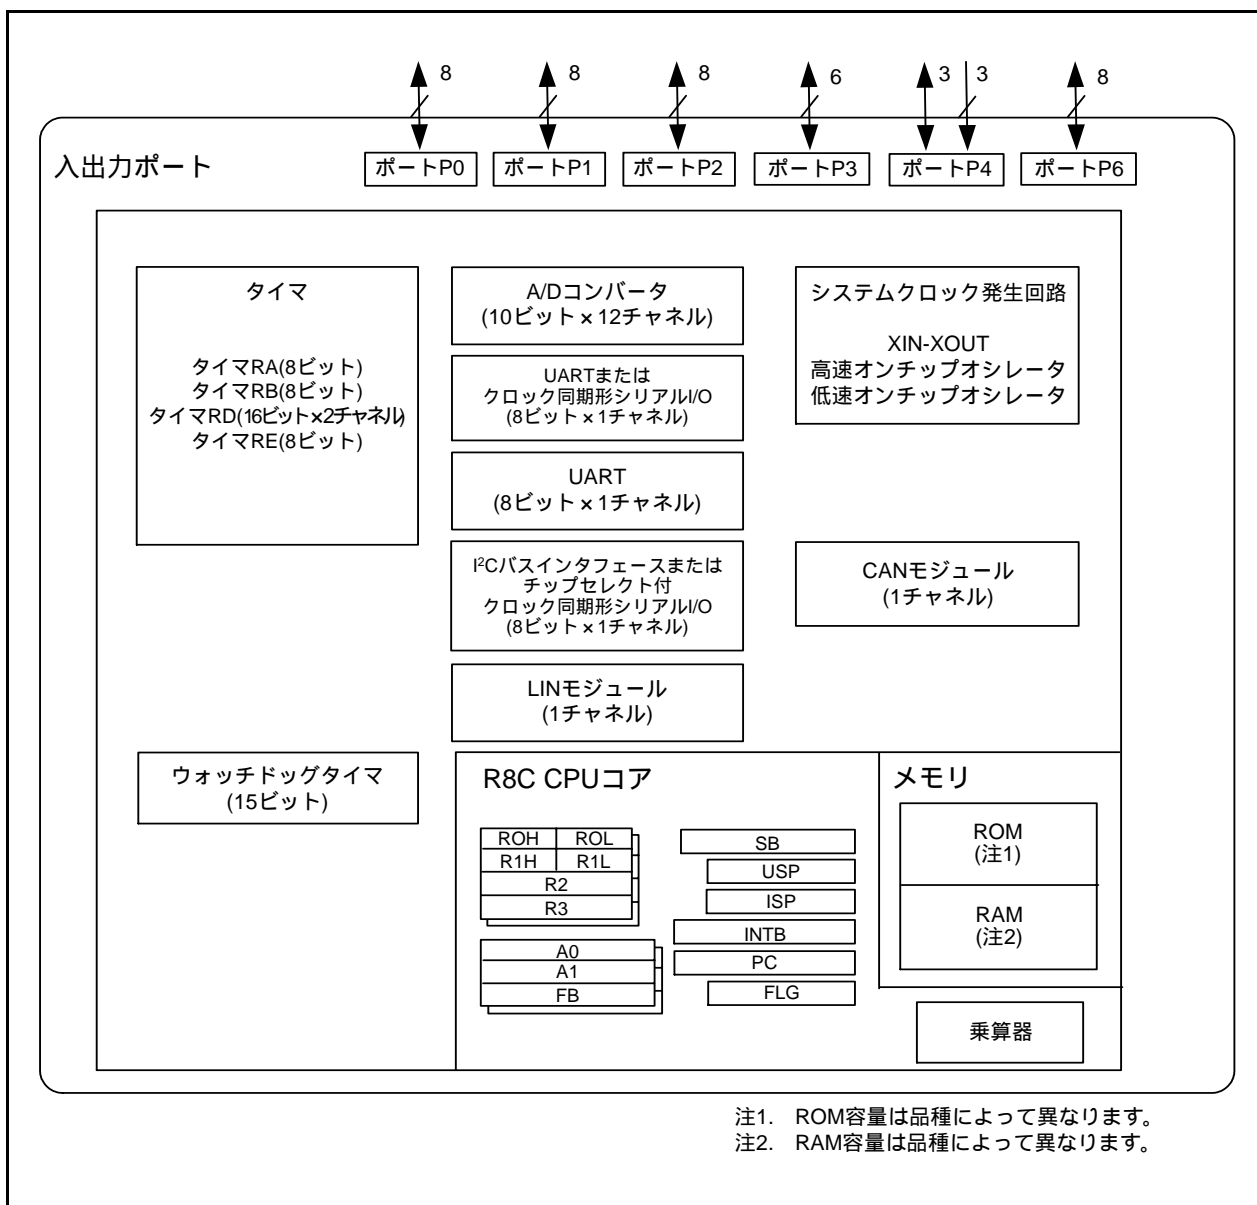 8
8
8
6
3
3
8
入出力ポート
ポートP0
ポートP1
ポートP2
ポートP3
ポートP4
ポートP6
タイマ
タイマRA(8ビット)
タイマRB(8ビット)
タイマRD(16ビット×2チャネル)
タイマRE(8ビット)
A/Dコンバータ
(10ビット×12チャネル)
UARTまたは
クロック同期形シリアルI/O
(8ビット×1チャネル)
UART
(8ビット×1チャネル)
I²Cバスインタフェースまたは
チップセレクト付
クロック同期形シリアルI/O
(8ビット×1チャネル)
LINモジュール
(1チャネル)
システムクロック発生回路
XIN-XOUT
高速オンチップオシレータ
低速オンチップオシレータ
CANモジュール
(1チャネル)
ウォッチドッグタイマ
(15ビット)
R8C CPUコア
ROH
ROL
R1H
R1L
R2
R3
A0
A1
FB
SB
USP
ISP
INTB
PC
FLG
メモリ
ROM
(注1)
RAM
(注2)
乗算器
注1. ROM容量は品種によって異なります。
注2. RAM容量は品種によって異なります。